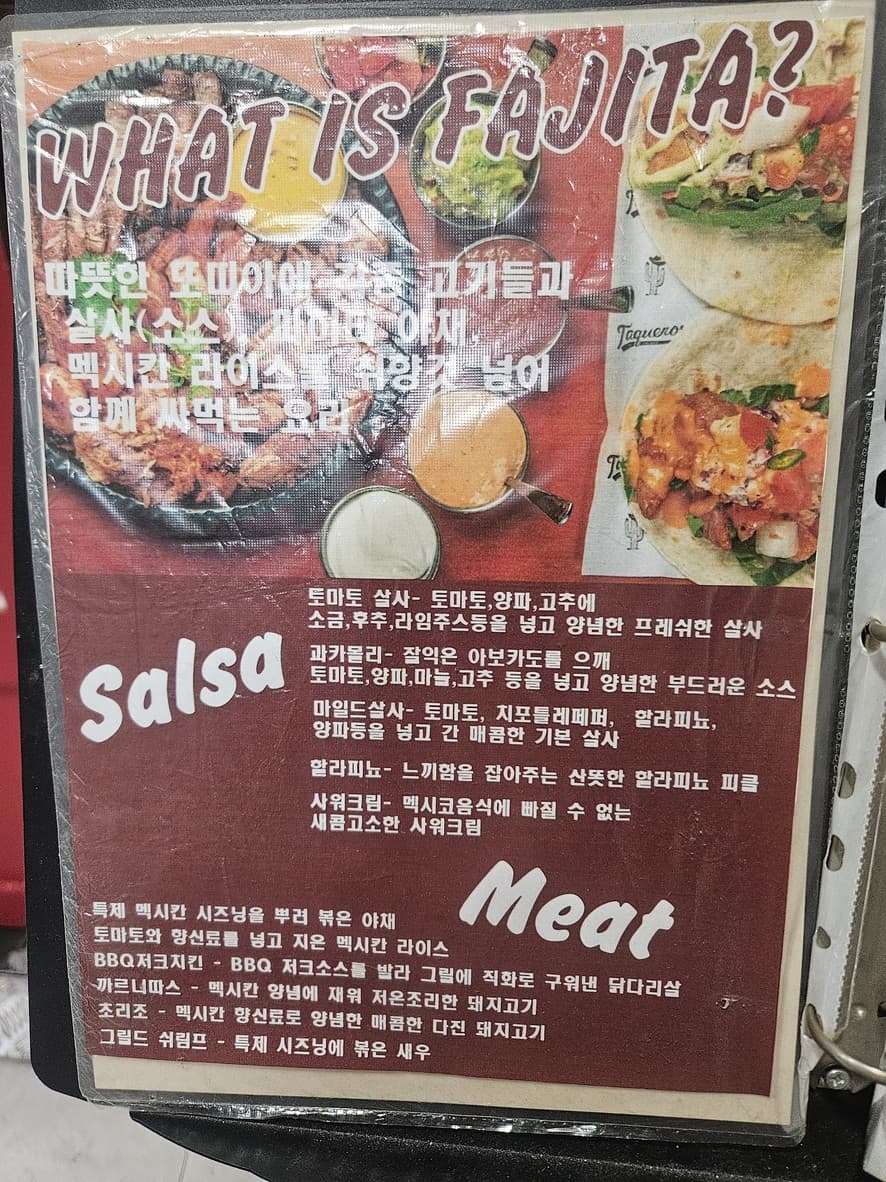 WHAT IS FAJITA?
따뜻한 또띠아에 각종 고기들과
살사(소스), 야채,
멕시칸 라이스를 취향껏 넣어
함께 싸먹는 요리
Taqueros
Salsa
토마토 살사- 토마토,양파,고추에
소금,후추,라임주스등을 넣고 양념한 프레쉬한 살사
과카몰리- 잘익은 아보카도를 으깨
토마토,양파,마늘,고추 등을 넣고 양념한 부드러운 소스
마일드살사- 토마토, 치포틀레페퍼, 할라피뇨,
양파등을 넣고 간 매콤한 기본 살사
할라피뇨- 느끼함을 잡아주는 산뜻한 할라피뇨 피클
사워크림- 멕시코음식에 빠질 수 없는
새콤고소한 사워크림
Meat
특제 멕시칸 시즈닝을 뿌려 볶은 야채
토마토와 향신료를 넣고 지은 멕시칸 라이스
BBQ저크치킨 - BBQ 저크소스를 발라 그릴에 직화로 구워낸 닭다리살
까르니따스 - 멕시칸 양념에 재워 저온조리한 돼지고기
초리조 - 멕시칸 향신료로 양념한 매콤한 다진 돼지고기
그릴드 쉬림프 - 특제 시즈닝에 볶은 새우